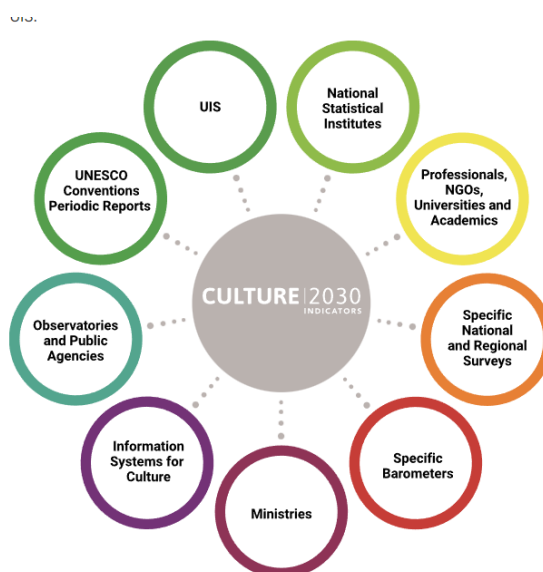 UIS.
UIS
National
Statistical
Institutes
UNESCO
Conventions
Periodic Reports
Professionals,
NGOs,
Universities and
Academics
CULTURE|2030
INDICATORS
Observatories
and Public
Agencies
Specific
National
and Regional
Surveys
Information
Systems for
Culture
Specific
Barometers
Ministries